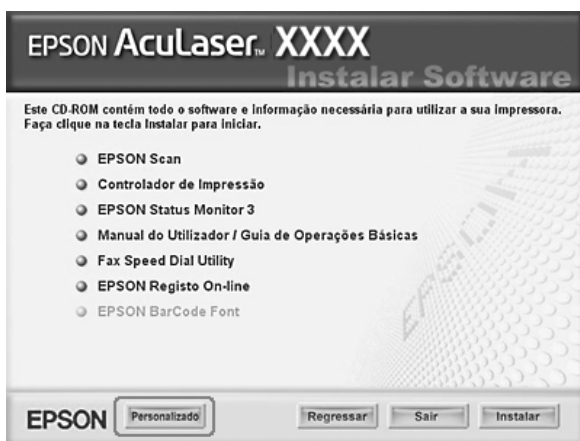 EPSON AcuLaser™ XXXX
Instalar Software
Este CD-ROM contém todo o software e informação necessária para utilizar a sua impressora.
Faça clique na tecla Instalar para iniciar.
EPSON Scan
Controlador de Impressão
EPSON Status Monitor 3
Manual do Utilizador / Guia de Operações Básicas
Fax Speed Dial Utility
EPSON Registo On-line
EPSON BarCode Font
EPSON
EPSON Personalizado Regressar Sair Instalar